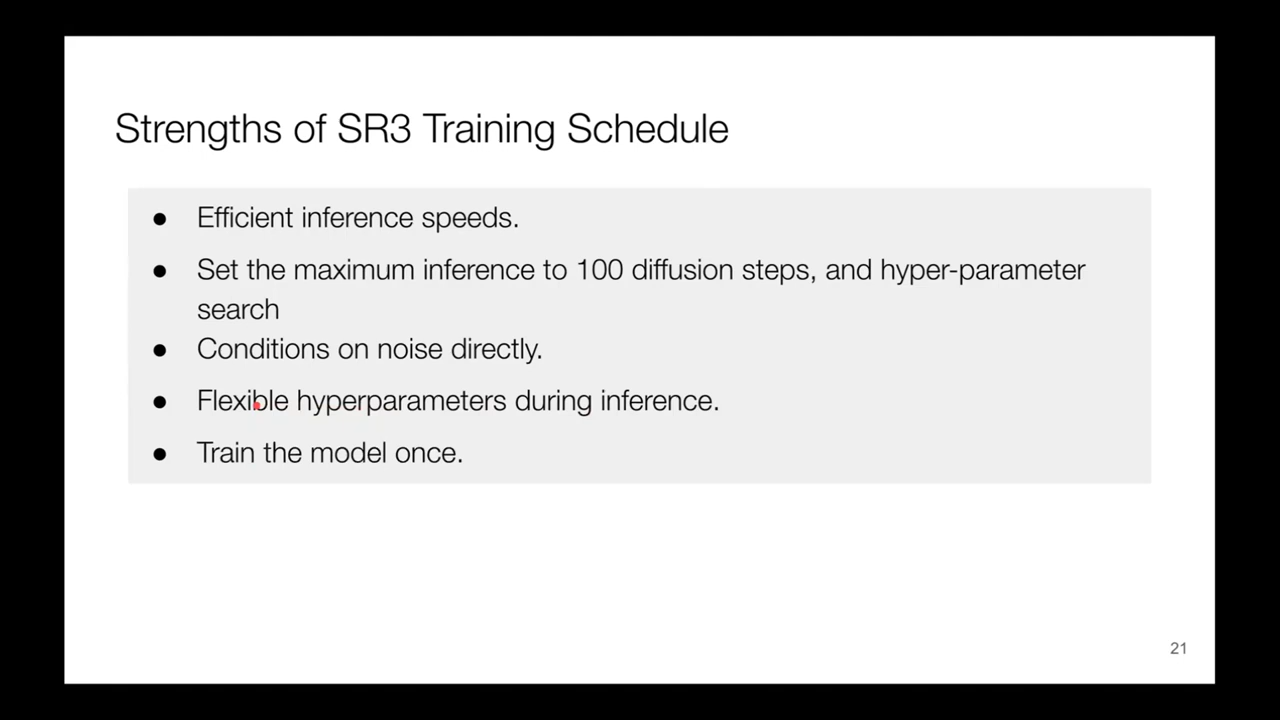 Strengths of SR3 Training Schedule
● Efficient inference speeds.
● Set the maximum inference to 100 diffusion steps, and hyper-parameter
search
● Conditions on noise directly.
● Flexible hyperparameters during inference.
● Train the model once.
21